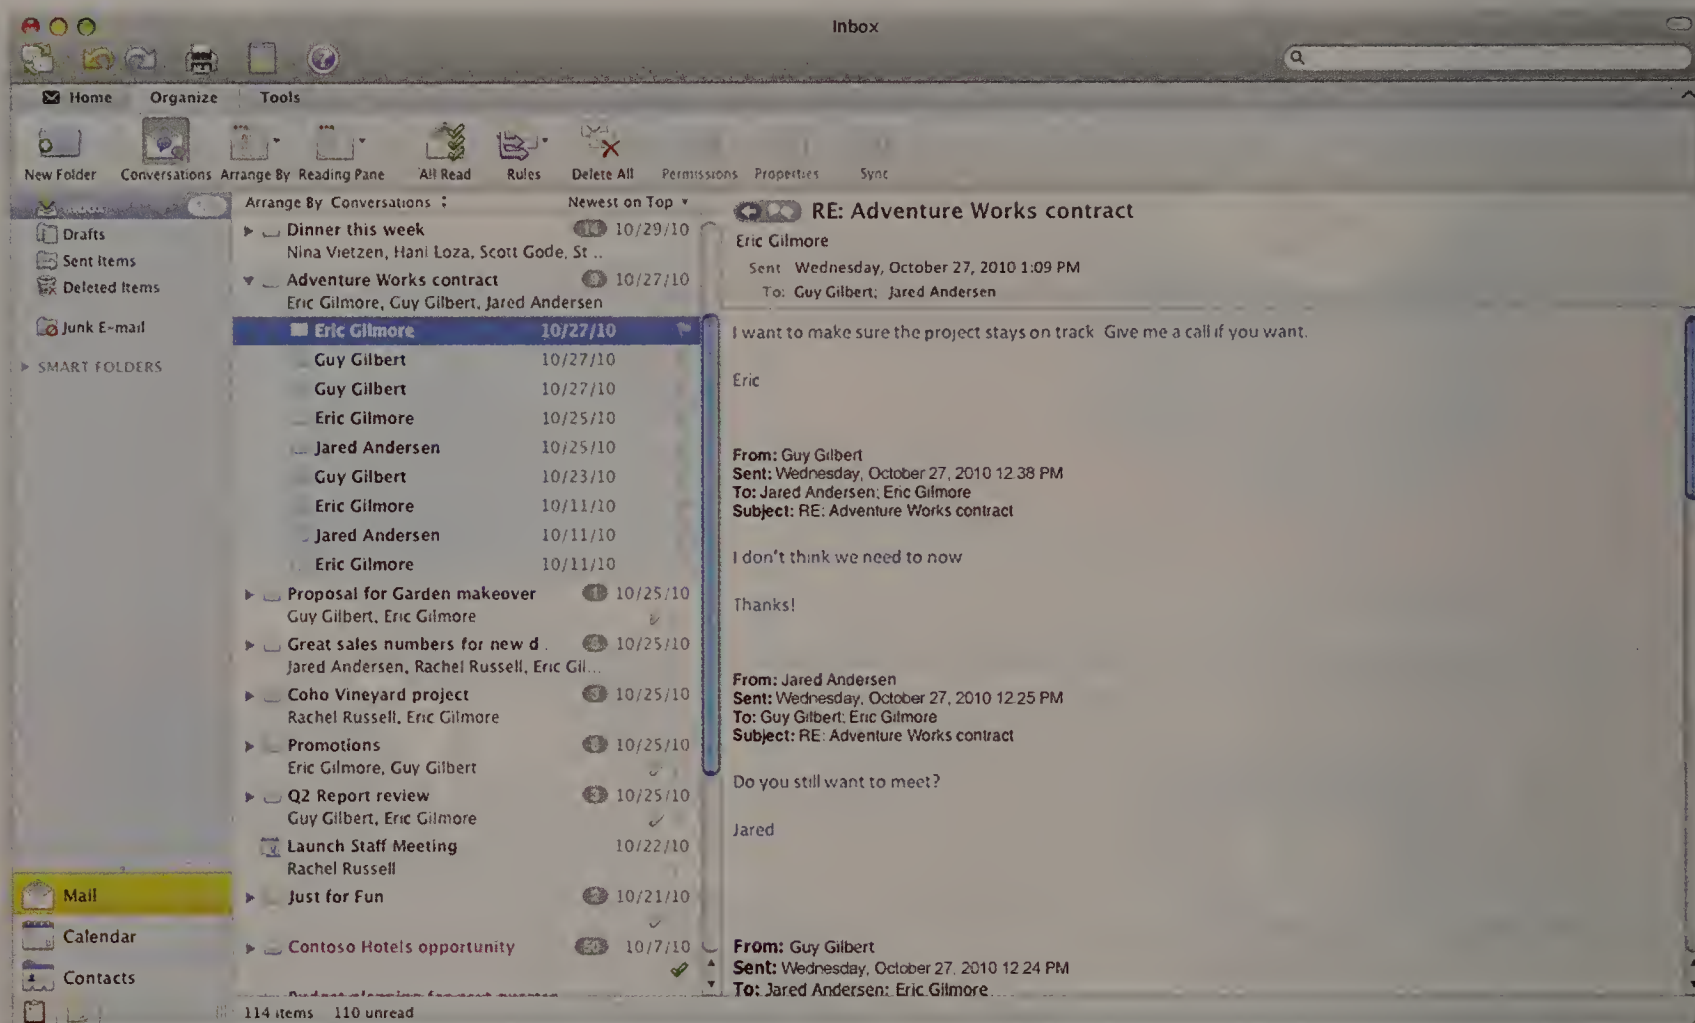 Inbox
Home Organize Tools
New Folder Conversations Arrange By Reading Pane All Read Rules Delete All Permissions Properties Sync
Drafts
Sent Items
Deleted Items
Junk E-mail
SMART FOLDERS
Mail
Calendar
Contacts
Arrange By Conversations Newest on Top
Dinner this week 14 10/29/10
Nina Vietzen, Hani Loza, Scott Gode, St ..
Adventure Works contract 9 10/27/10
Eric Gilmore, Guy Gilbert, Jared Andersen
Eric Gilmore 10/27/10
Guy Gilbert 10/27/10
Guy Gilbert 10/27/10
Eric Gilmore 10/25/10
Jared Andersen 10/25/10
Guy Gilbert 10/23/10
Eric Gilmore 10/11/10
Jared Andersen 10/11/10
Eric Gilmore 10/11/10
Proposal for Garden makeover 10/25/10
Guy Gilbert, Eric Gilmore
Great sales numbers for new d . 10/25/10
Jared Andersen, Rachel Russell, Eric Gil...
Coho Vineyard project 3 10/25/10
Rachel Russell, Eric Gilmore
Promotions 10/25/10
Eric Gilmore, Guy Gilbert
Q2 Report review 3 10/25/10
Guy Gilbert, Eric Gilmore
Launch Staff Meeting 10/22/10
Rachel Russell
Just for Fun 2 10/21/10
Contoso Hotels opportunity 50 10/7/10
114 items 110 unread
RE: Adventure Works contract
Eric Gilmore
Sent Wednesday, October 27, 2010 1:09 PM
To: Guy Gilbert; Jared Andersen
I want to make sure the project stays on track Give me a call if you want.
Eric
From: Guy Gilbert
Sent: Wednesday, October 27, 2010 12 38 PM
To: Jared Andersen; Eric Gilmore
Subject: RE: Adventure Works contract
I don't think we need to now
Thanks!
From: Jared Andersen
Sent: Wednesday, October 27, 2010 12 25 PM
To: Guy Gilbert; Eric Gilmore
Subject: RE: Adventure Works contract
Do you still want to meet?
Jared
From: Guy Gilbert
Sent: Wednesday, October 27, 2010 12 24 PM
To: Jared Andersen; Eric Gilmore